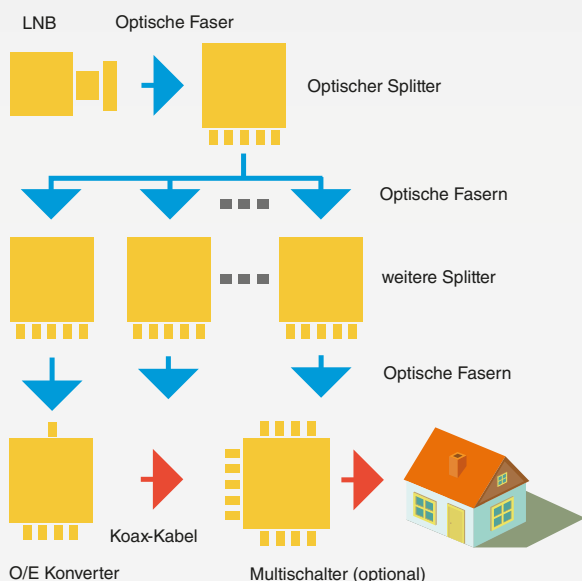 LNB
Optische Faser
Optischer Splitter
Optische Fasern
weitere Splitter
Optische Fasern
Koax-Kabel
O/E Konverter
Multischalter (optional)